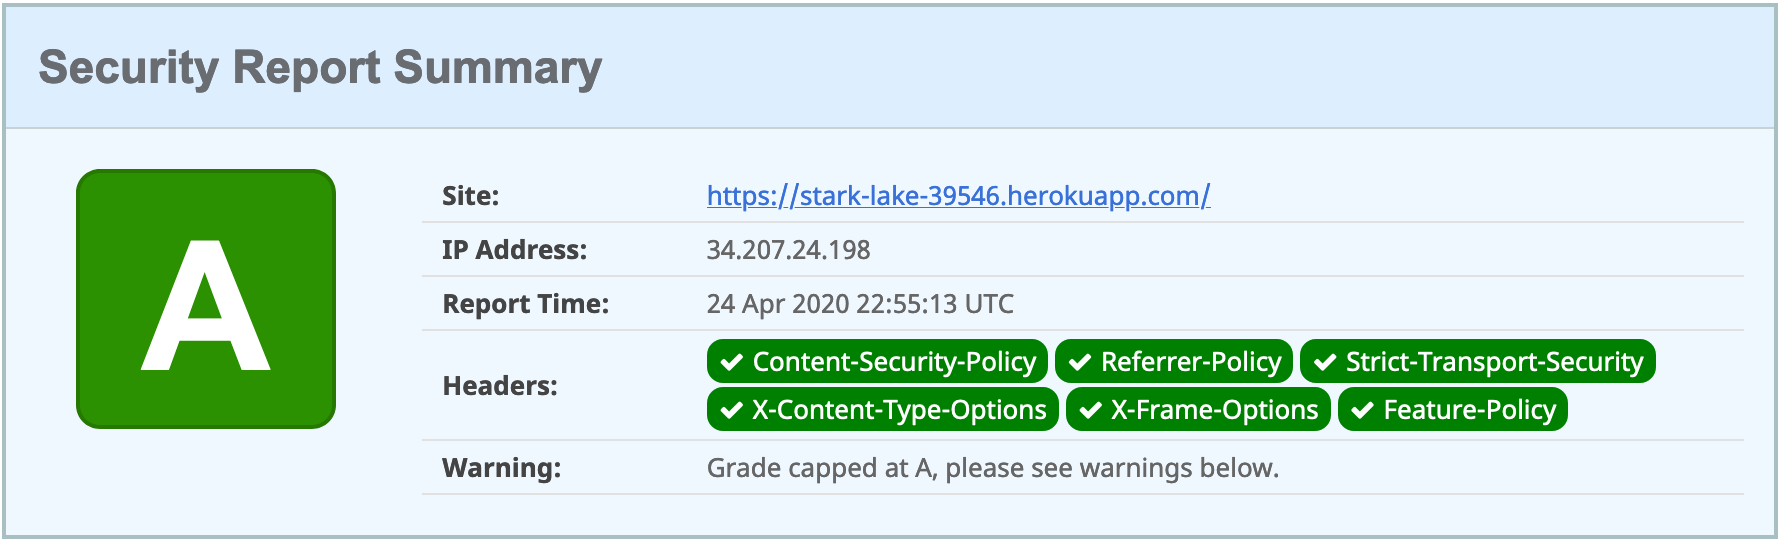 Security Report Summary
A
Site: https://stark-lake-39546.herokuapp.com/
IP Address: 34.207.24.198
Report Time: 24 Apr 2020 22:55:13 UTC
Headers: Content-Security-Policy Referrer-Policy Strict-Transport-Security
X-Content-Type-Options X-Frame-Options Feature-Policy
Warning: Grade capped at A, please see warnings below.